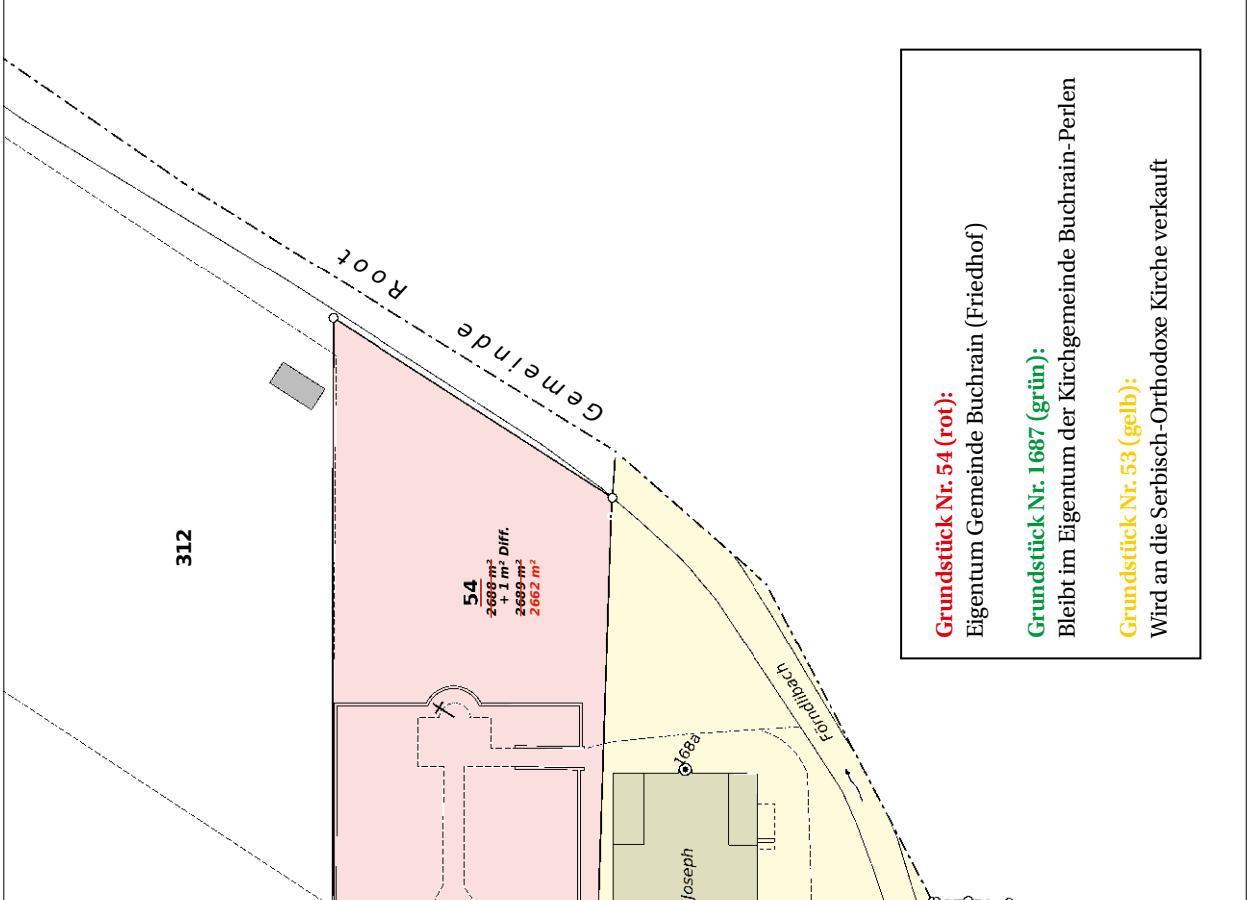 Root
Gemeinde
312
54
2688 m²
+ 1 m² Diff.
2689 m²
2662 m²
Förndlibach
168a
Joseph
Grundstück Nr. 54 (rot):
Eigentum Gemeinde Buchrain (Friedhof)
Grundstück Nr. 1687 (grün):
Bleibt im Eigentum der Kirchgemeinde Buchrain-Perlen
Grundstück Nr. 53 (gelb):
Wird an die Serbisch-Orthodoxe Kirche verkauft